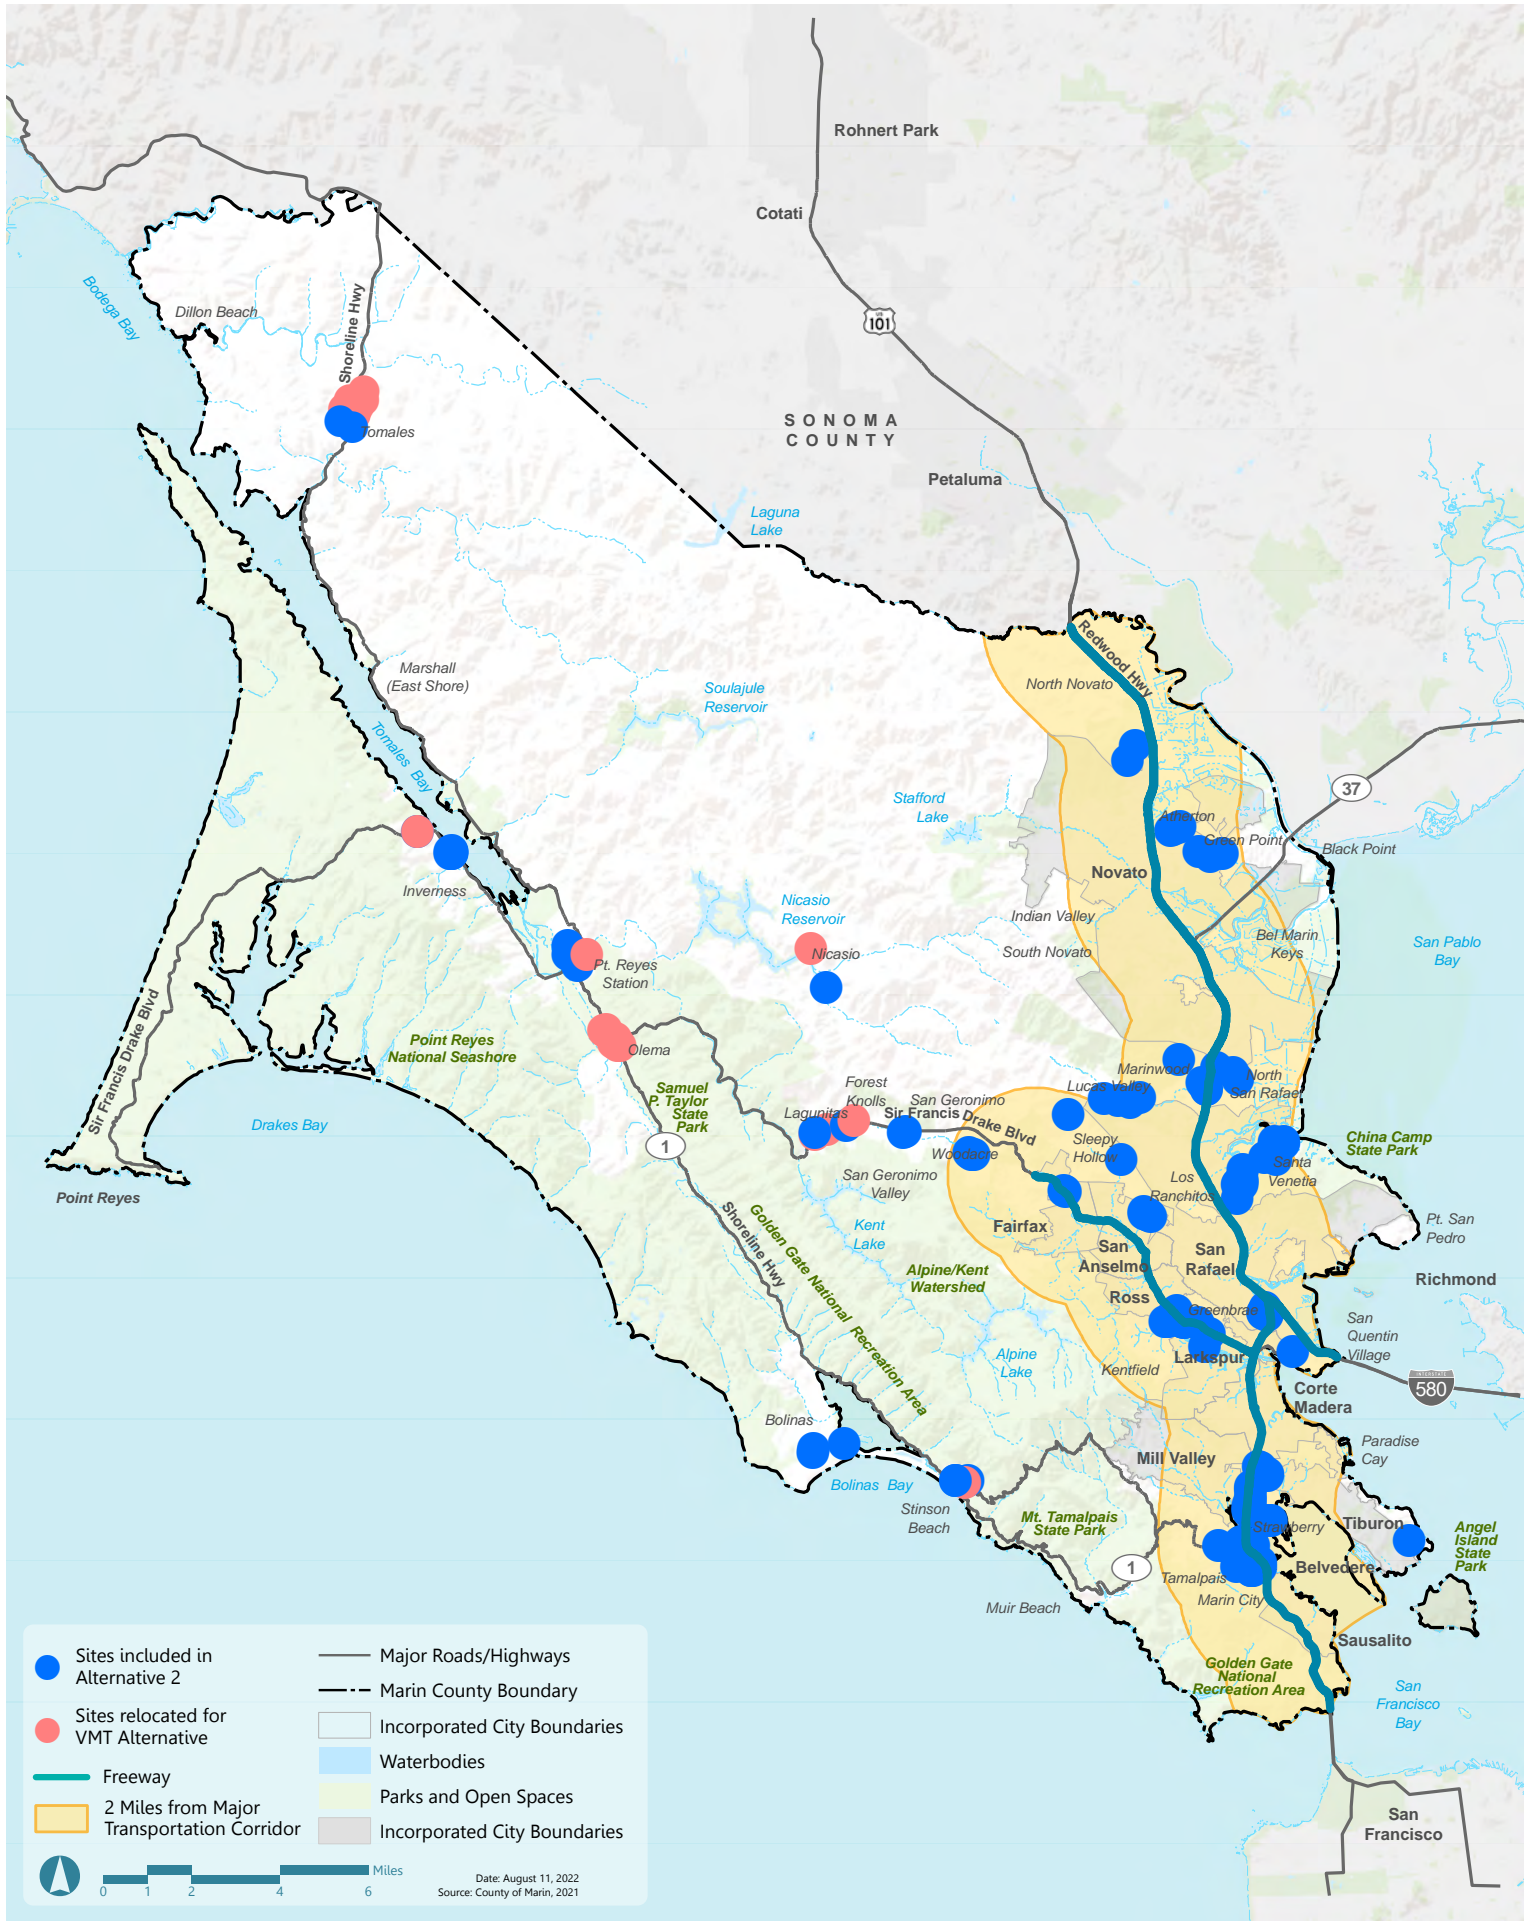 Rohnert Park
Cotati
US
101
Bodega Bay
Dillon Beach
Shoreline Hwy
Tomales
SONOMA
COUNTY
Petaluma
Laguna
Lake
Redwood Hwy
North Novato
Marshall
(East Shore)
Soulajule
Reservoir
Tomales Bay
Stafford
Lake
37
Atherton
Green Point
Black Point
Novato
Inverness
Nicasio
Reservoir
Indian Valley
Bel Marin
Keys
San Pablo
Bay
South Novato
Nicasio
Pt. Reyes
Station
Sir Francis Drake Blvd
Point Reyes
National Seashore
Olema
Samuel
P. Taylor
State
Park
Marinwood
Lucas Valley
North
San Rafael
Forest
Knolls
San Geronimo
Lagunitas
Sir Francis
Drake Blvd
Drakes Bay
1
Woodacre
Sleepy
Hollow
China Camp
State Park
Santa
Venetia
San Geronimo
Valley
Los
Ranchitos
Point Reyes
Shoreline Hwy
Golden Gate National Recreation Area
Kent
Lake
Fairfax
Pt. San
Pedro
San
Anselmo
San
Rafael
Alpine/Kent
Watershed
Richmond
Ross
Greenbrae
San
Quentin
Village
Alpine
Lake
Kentfield
Larkspur
INTERSTATE
580
Corte
Madera
Bolinas
Paradise
Cay
Mill Valley
Bolinas Bay
Stinson
Beach
Mt. Tamalpais
State Park
Strawberry
Tiburon
Angel
Island
State
Park
1
Belvedere
Tamalpais
Marin City
Muir Beach
Sausalito
Golden Gate
National
Recreation Area
San
Francisco
Bay
San
Francisco
Sites included in
Alternative 2
Sites relocated for
VMT Alternative
Freeway
2 Miles from Major
Transportation Corridor
Major Roads/Highways
Marin County Boundary
Incorporated City Boundaries
Waterbodies
Parks and Open Spaces
Incorporated City Boundaries
Miles
0 1 2 4 6
Date: August 11, 2022
Source: County of Marin, 2021